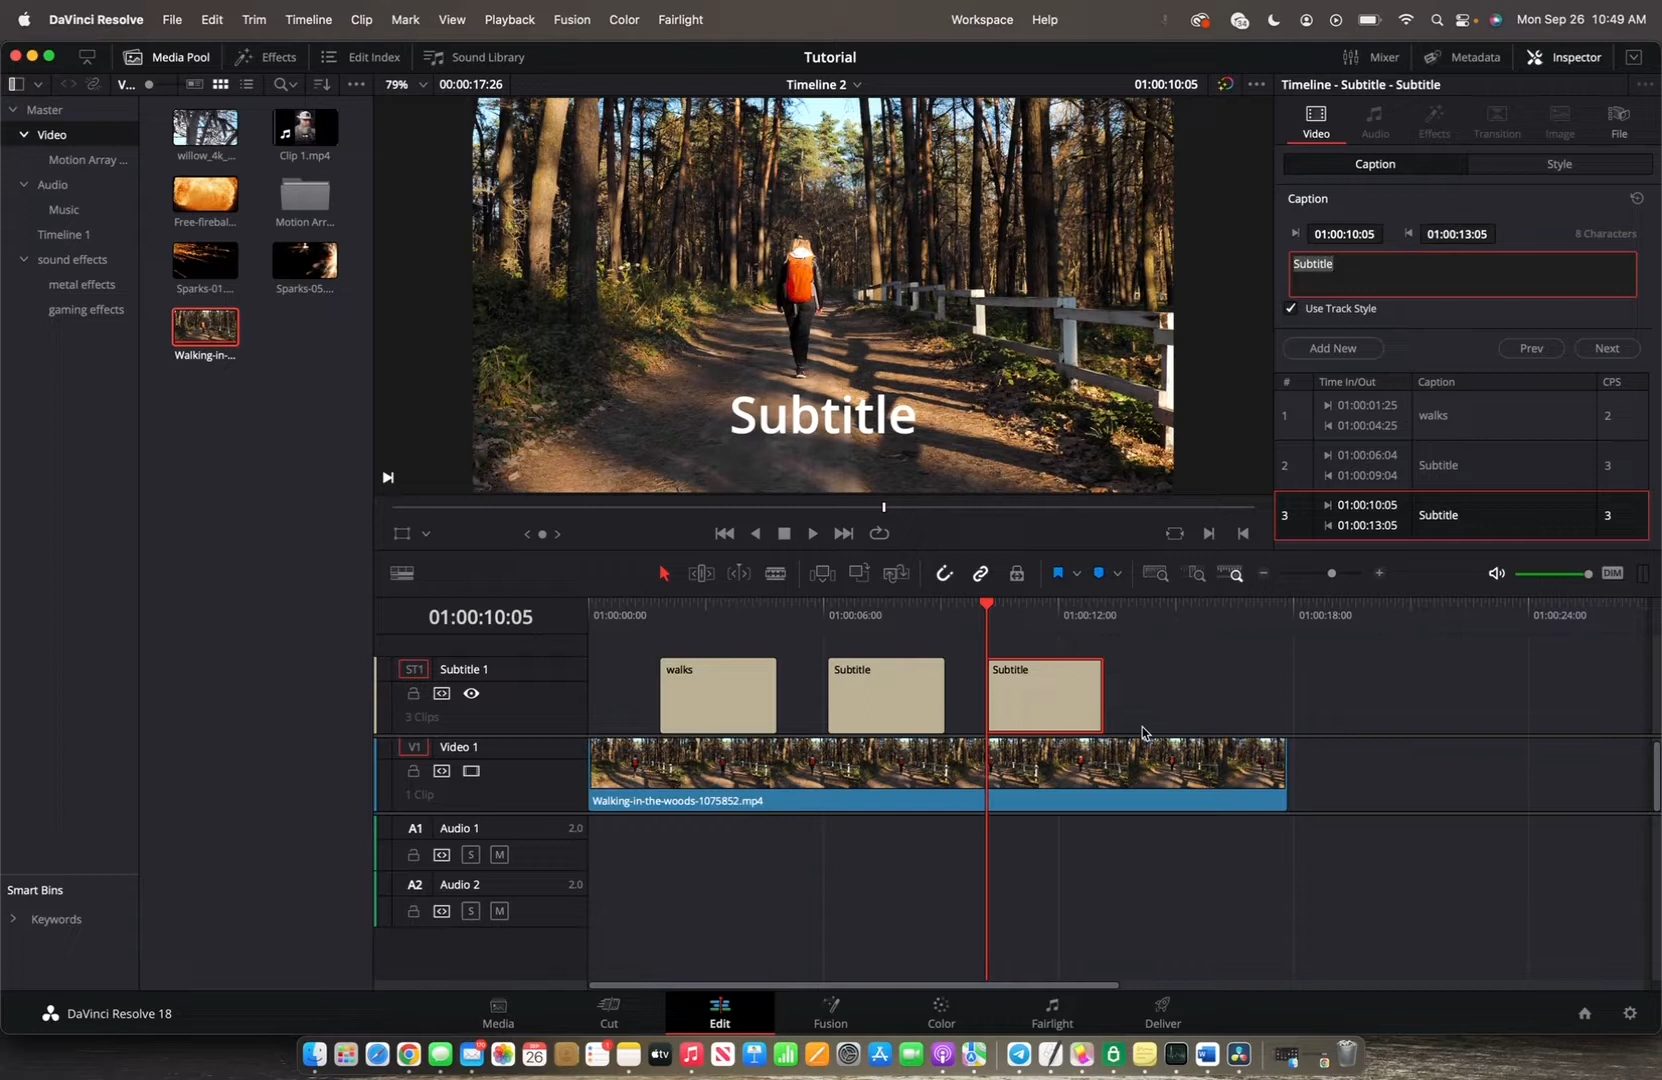 DaVinci Resolve File Edit Trim Timeline Clip Mark View Playback Fusion Color Fairlight Workspace Help Mon Sep 26 10:49 AM
Media Pool Effects Edit Index Sound Library Tutorial Mixer Metadata Inspector
V... 79% 00:00:17:26 Timeline 2 01:00:10:05 Timeline - Subtitle - Subtitle
Master
Video
Motion Array ...
Audio
Music
Timeline 1
sound effects
metal effects
gaming effects
willow_4k_...
Clip 1.mp4
Free-firebal...
Motion Arr...
Sparks-01....
Sparks-05....
Walking-in-...
Subtitle
Video Audio Effects Transition Image File
Caption Style
Caption
01:00:10:05 01:00:13:05 8 Characters
Subtitle
Use Track Style
Add New Prev Next
# Time In/Out Caption CPS
1 01:00:01:25 walks 2
01:00:04:25
2 01:00:06:04 Subtitle 3
01:00:09:04
3 01:00:10:05 Subtitle 3
01:00:13:05
DIM
01:00:10:05 01:00:00:00 01:00:06:00 01:00:12:00 01:00:18:00 01:00:24:00
ST1 Subtitle 1 walks Subtitle Subtitle
3 Clips
V1 Video 1
1 Clip Walking-in-the-woods-1075852.mp4
A1 Audio 1 2.0
S M
A2 Audio 2 2.0
S M
Smart Bins
Keywords
DaVinci Resolve 18 Media Cut Edit Fusion Color Fairlight Deliver
SEP
26
170
1
tv